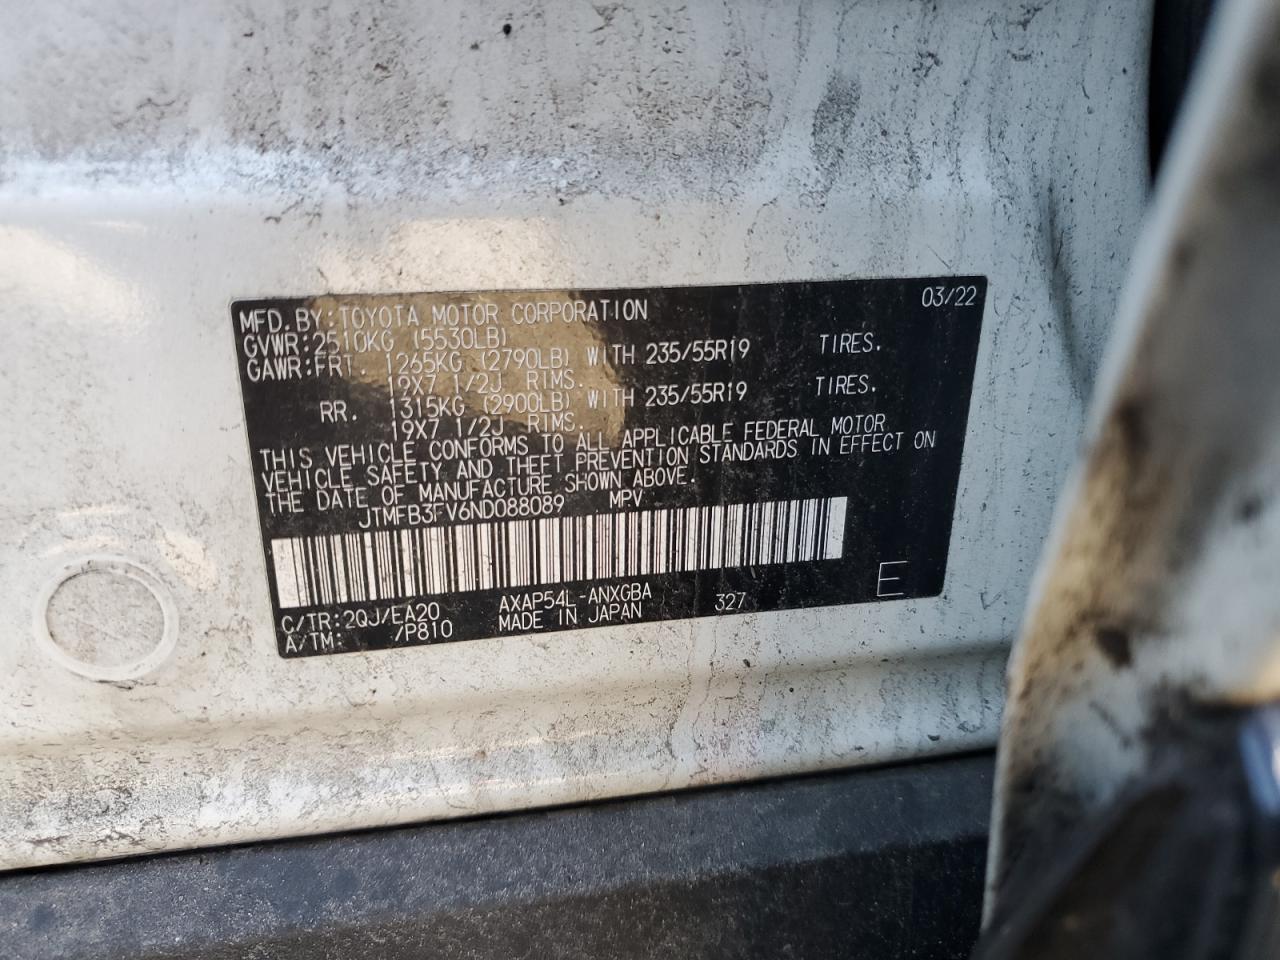 03/22
MFD.BY:TOYOTA MOTOR CORPORATION
GVWR:2510KG (5530LB)
GAWR:FRT. 1265KG (2790LB) WITH 235/55R19 TIRES.
19X7 1/2J RIMS.
RR. 1315KG (2900LB) WITH 235/55R19 TIRES.
19X7 1/2J RIMS.
THIS VEHICLE CONFORMS TO ALL APPLICABLE FEDERAL MOTOR
VEHICLE SAFETY AND THEFT PREVENTION STANDARDS IN EFFECT ON
THE DATE OF MANUFACTURE SHOWN ABOVE.
JTMFB3FV6ND088089 MPV
E
C/TR:2QJ/EA20 AXAP54L-ANXGBA 327
A/TM: /P810 MADE IN JAPAN